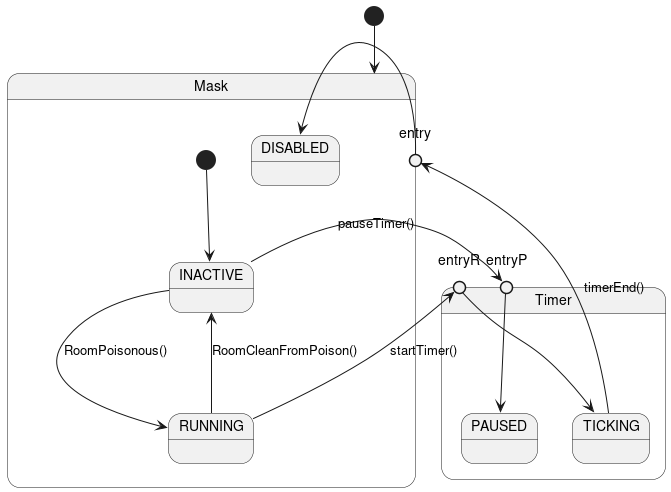 Mask
entry
DISABLED
pauseTimer()
entryR
entryP
INACTIVE
timerEnd()
Timer
RoomPoisonous()
RoomCleanFromPoison()
startTimer()
RUNNING
PAUSED
TICKING